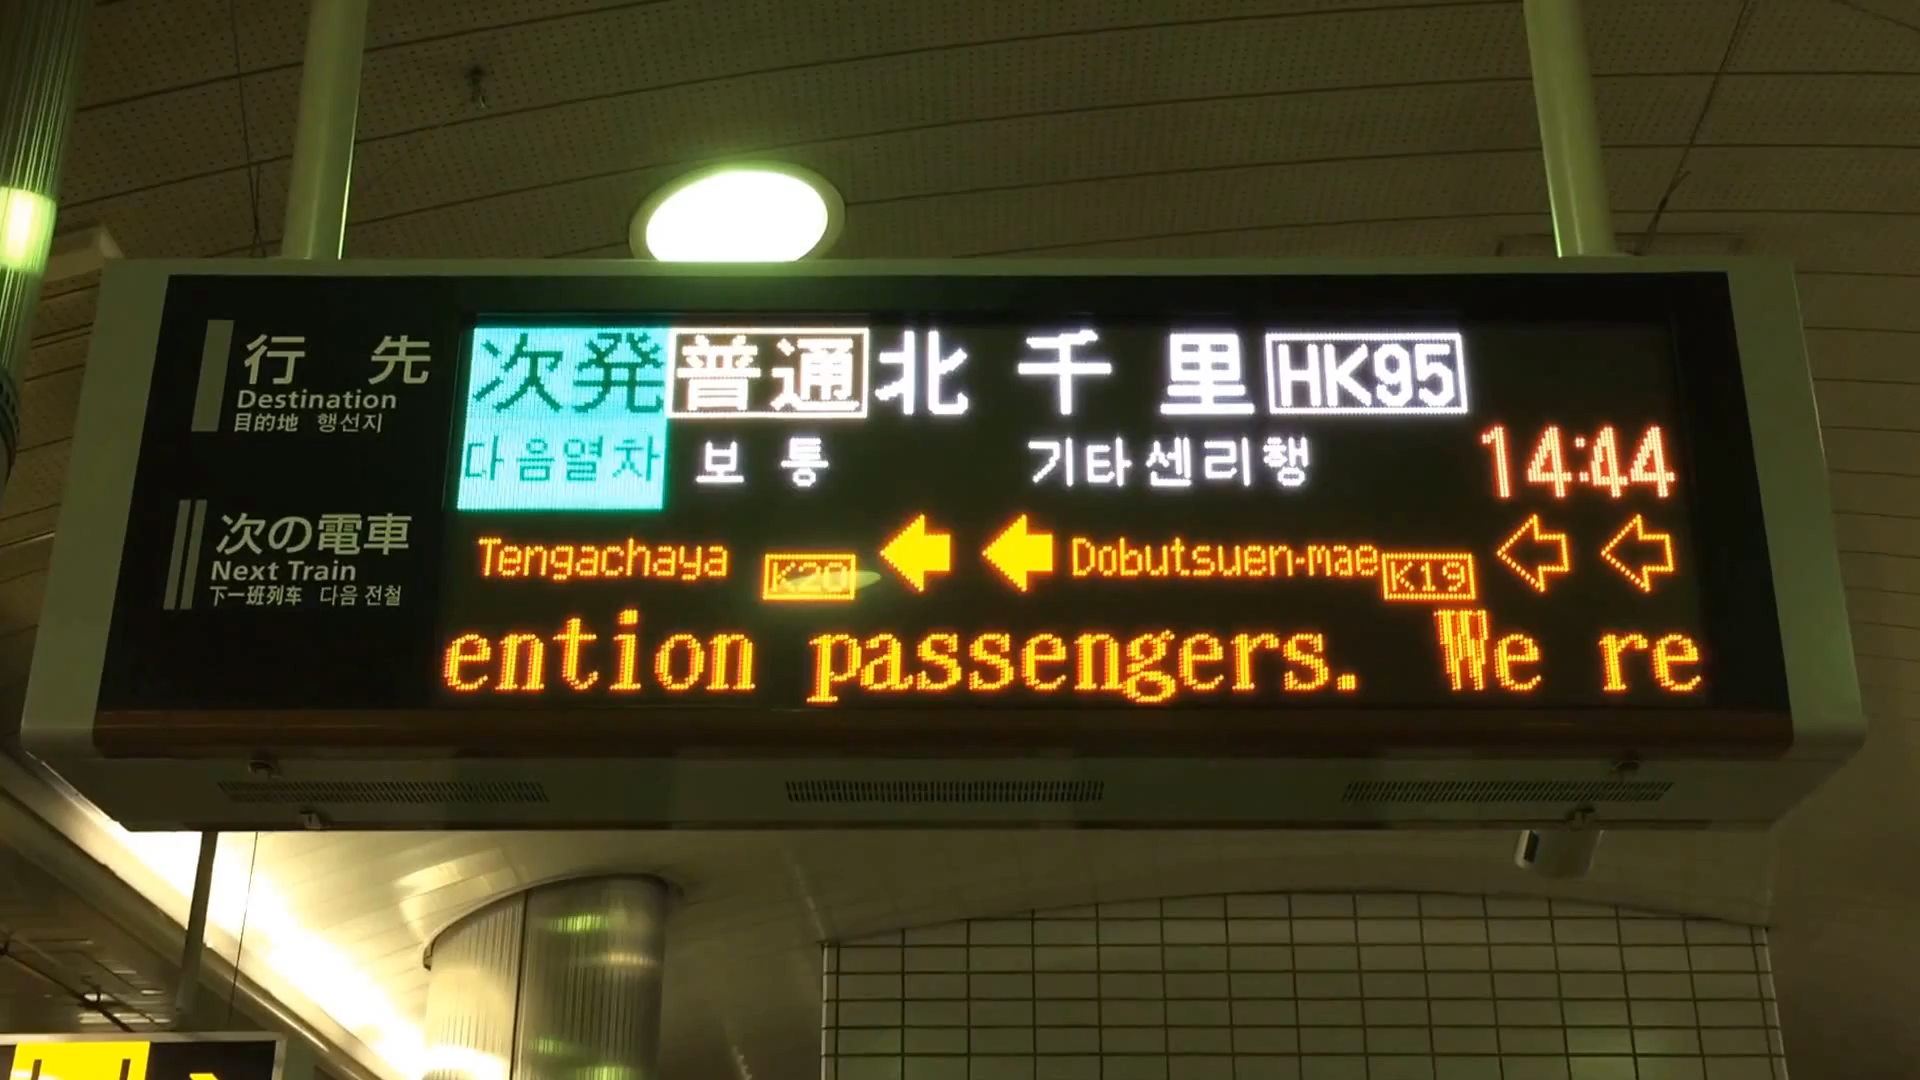 行先
Destination
目的地 행선지
次発 普通 北千里 HK95
다음열차 보통 기타센리행
14:44
次の電車
Next Train
下一班列车 다음 전철
Tengachaya K20 Dobutsuen-mae K19
ention passengers. We re